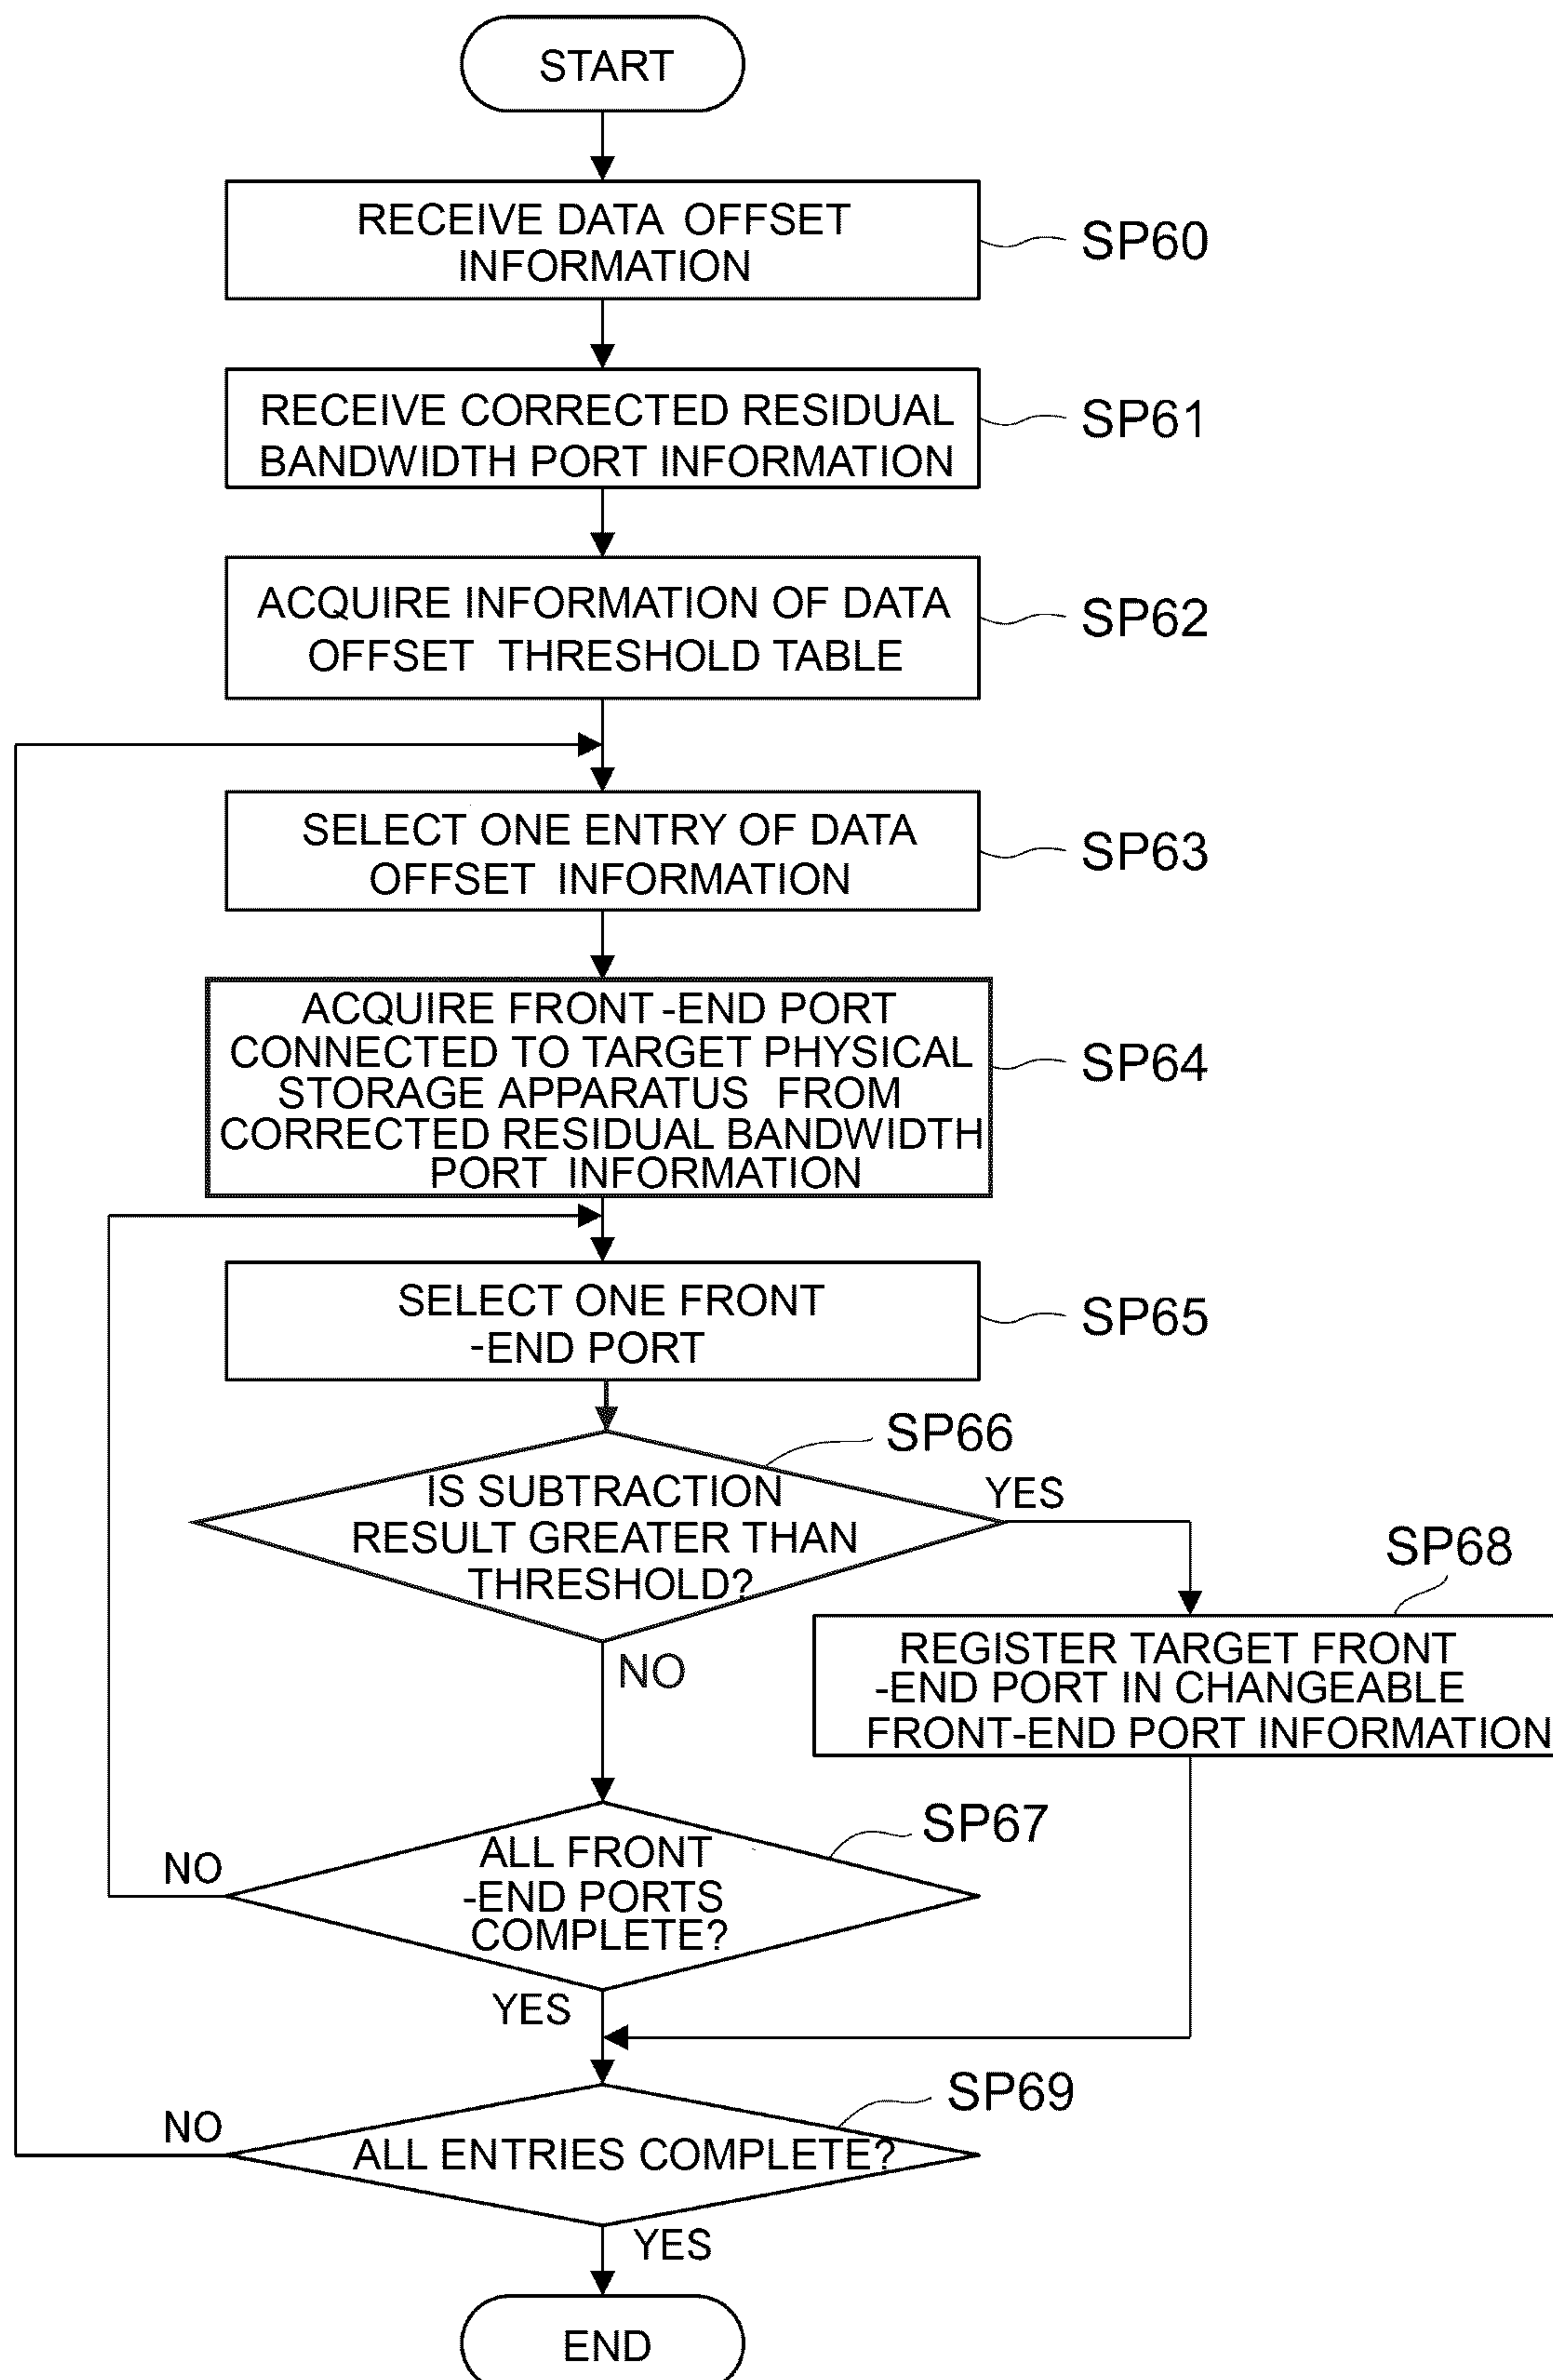 START
RECEIVE DATA OFFSET
INFORMATION
SP60
RECEIVE CORRECTED RESIDUAL
BANDWIDTH PORT INFORMATION
SP61
ACQUIRE INFORMATION OF DATA
OFFSET THRESHOLD TABLE
SP62
SELECT ONE ENTRY OF DATA
OFFSET INFORMATION
SP63
ACQUIRE FRONT-END PORT
CONNECTED TO TARGET PHYSICAL
STORAGE APPARATUS FROM
CORRECTED RESIDUAL BANDWIDTH
PORT INFORMATION
SP64
SELECT ONE FRONT
-END PORT
SP65
SP66
IS SUBTRACTION
RESULT GREATER THAN
THRESHOLD?
YES
NO
SP68
REGISTER TARGET FRONT
-END PORT IN CHANGEABLE
FRONT-END PORT INFORMATION
SP67
ALL FRONT
-END PORTS
COMPLETE?
NO
YES
SP69
ALL ENTRIES COMPLETE?
NO
YES
END